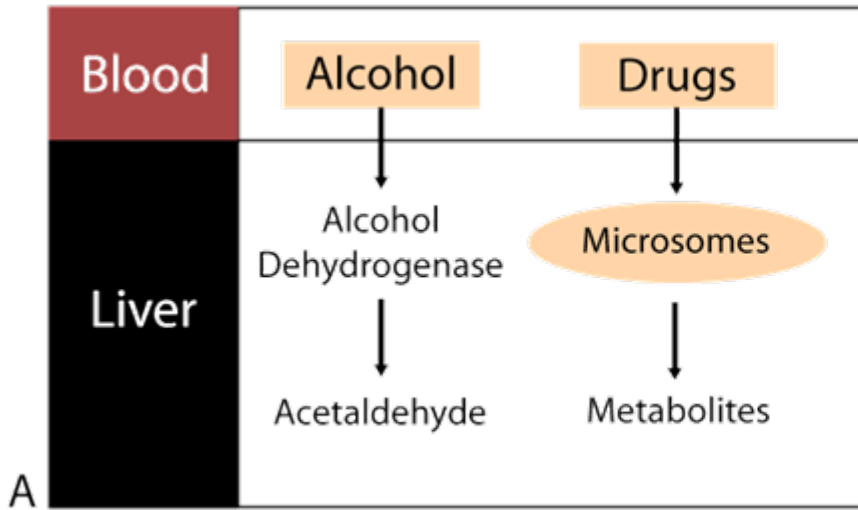 Blood
Alcohol
Drugs
Liver
Alcohol
Dehydrogenase
Microsomes
Acetaldehyde
Metabolites
A